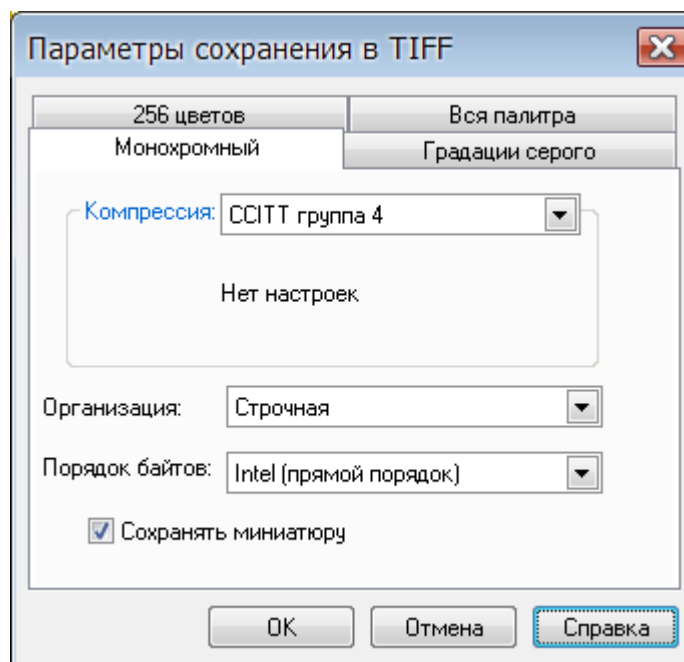 Параметры сохранения в TIFF
256 цветов Вся палитра
Монохромный Градации серого
Компрессия: CCITT группа 4
Нет настроек
Организация: Строчная
Порядок байтов: Intel (прямой порядок)
Сохранять миниатюру
OK Отмена Справка